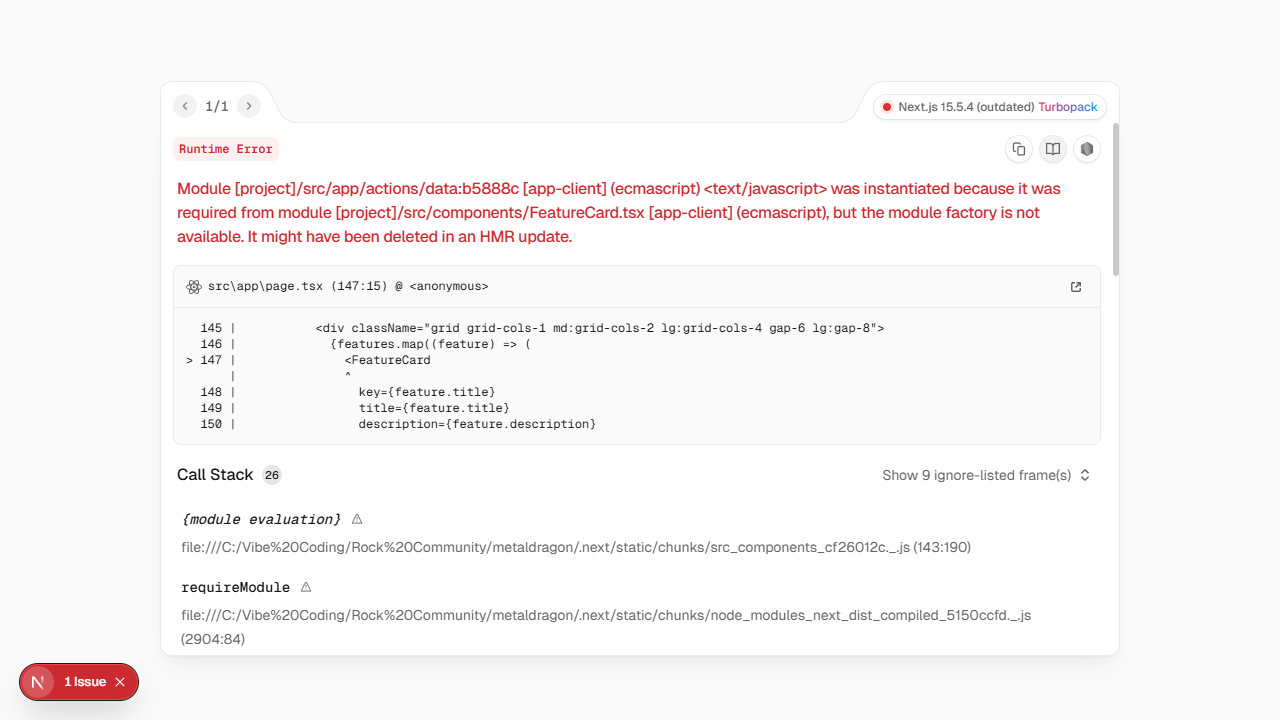 1/1
Next.js 15.5.4 (outdated) Turbopack
Runtime Error
Module [project]/src/app/actions/data:b5888c [app-client] (ecmascript) <text/javascript> was instantiated because it was
required from module [project]/src/components/FeatureCard.tsx [app-client] (ecmascript), but the module factory is not
available. It might have been deleted in an HMR update.
src\app\page.tsx (147:15) @ <anonymous>
145 |           <div className="grid grid-cols-1 md:grid-cols-2 lg:grid-cols-4 gap-6 lg:gap-8">
146 |             {features.map((feature) => (
> 147 |               <FeatureCard
|               ^
148 |                 key={feature.title}
149 |                 title={feature.title}
150 |                 description={feature.description}
Call Stack 26
Show 9 ignore-listed frame(s)
{module evaluation}
file:///C:/Vibe%20Coding/Rock%20Community/metaldragon/.next/static/chunks/src_components_cf26012c._.js (143:190)
requireModule
file:///C:/Vibe%20Coding/Rock%20Community/metaldragon/.next/static/chunks/node_modules_next_dist_compiled_5150ccfd._.js
(2904:84)
N 1 Issue